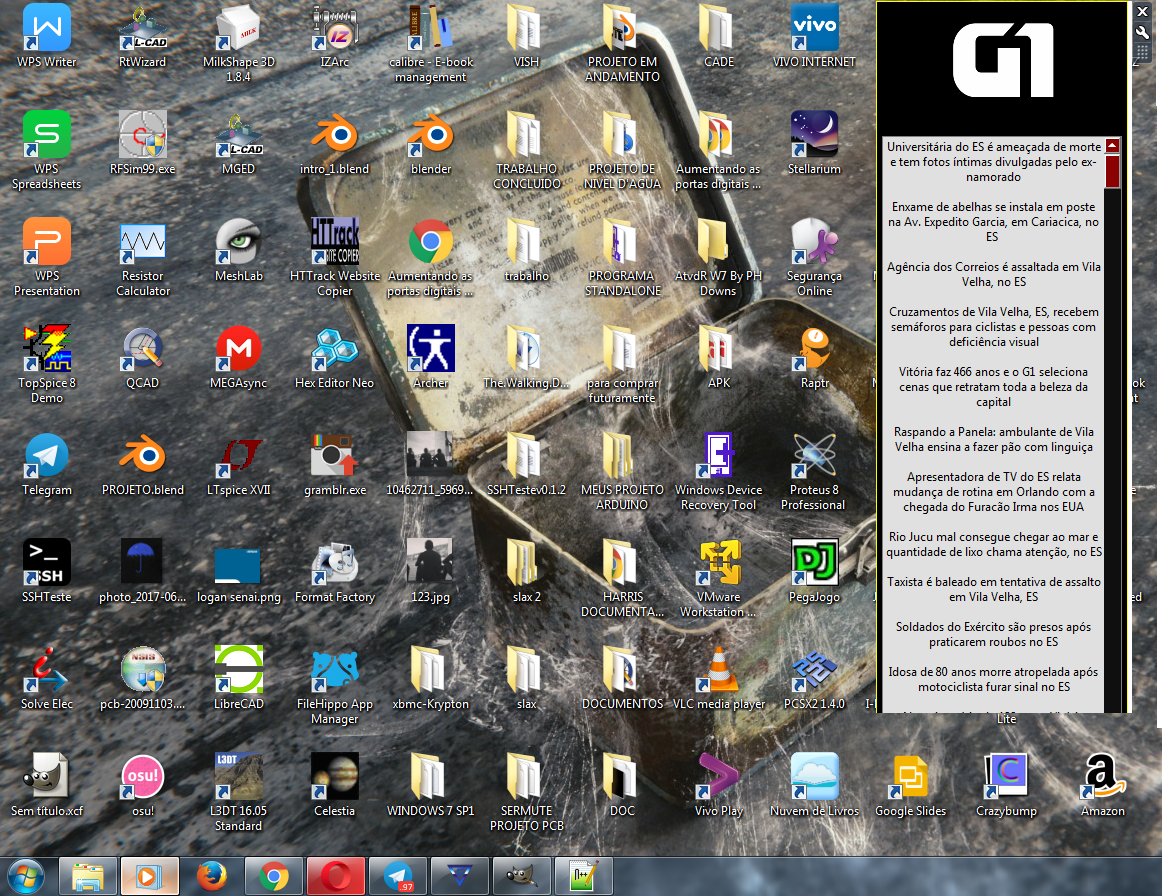 WPS Writer
RtWizard
MilkShape 3D
1.8.4
IZArc
calibre - E-book
management
VISH
PROJETO EM
ANDAMENTO
CADE
VIVO INTERNET
WPS
Spreadsheets
RFSim99.exe
MGED
intro_1.blend
blender
TRABALHO
CONCLUIDO
PROJETO DE
NIVEL D'AGUA
Aumentando as
portas digitais ...
Stellarium
WPS
Presentation
Resistor
Calculator
MeshLab
HTTrack Website
Copier
Aumentando as
portas digitais ...
trabalho
PROGRAMA
STANDALONE
AtvdR W7 By PH
Downs
Segurança
Online
TopSpice 8
Demo
QCAD
MEGAsync
Hex Editor Neo
Archer
The.Walking.D...
para comprar
futuramente
APK
Raptr
Telegram
PROJETO.blend
LTspice XVII
gramblr.exe
10462711_5969...
SSHTestev0.1.2
MEUS PROJETO
ARDUINO
Windows Device
Recovery Tool
Proteus 8
Professional
SSHTeste
photo_2017-06...
logan senai.png
Format Factory
123.jpg
slax 2
HARRIS
DOCUMENTA...
VMware
Workstation ...
PegaJogo
Solve Elec
pcb-20091103....
LibreCAD
FileHippo App
Manager
xbmc-Krypton
slax
DOCUMENTOS
VLC media player
PCSX2 1.4.0
Lite
Sem título.xcf
osu!
L3DT 16.05
Standard
Celestia
WINDOWS 7 SP1
SERMUTE
PROJETO PCB
DOC
Vivo Play
Nuvem de Livros
Google Slides
Crazybump
Amazon
G1
Universitária do ES é ameaçada de morte
e tem fotos íntimas divulgadas pelo ex-
namorado
Enxame de abelhas se instala em poste
na Av. Expedito Garcia, em Cariacica, no
ES
Agência dos Correios é assaltada em Vila
Velha, no ES
Cruzamentos de Vila Velha, ES, recebem
semáforos para ciclistas e pessoas com
deficiência visual
Vitória faz 466 anos e o G1 seleciona
cenas que retratam toda a beleza da
capital
Raspando a Panela: ambulante de Vila
Velha ensina a fazer pão com linguiça
Apresentadora de TV do ES relata
mudança de rotina em Orlando com a
chegada do Furacão Irma nos EUA
Rio Jucu mal consegue chegar ao mar e
quantidade de lixo chama atenção, no ES
Taxista é baleado em tentativa de assalto
em Vila Velha, ES
Soldados do Exército são presos após
praticarem roubos no ES
Idosa de 80 anos morre atropelada após
motociclista furar sinal no ES